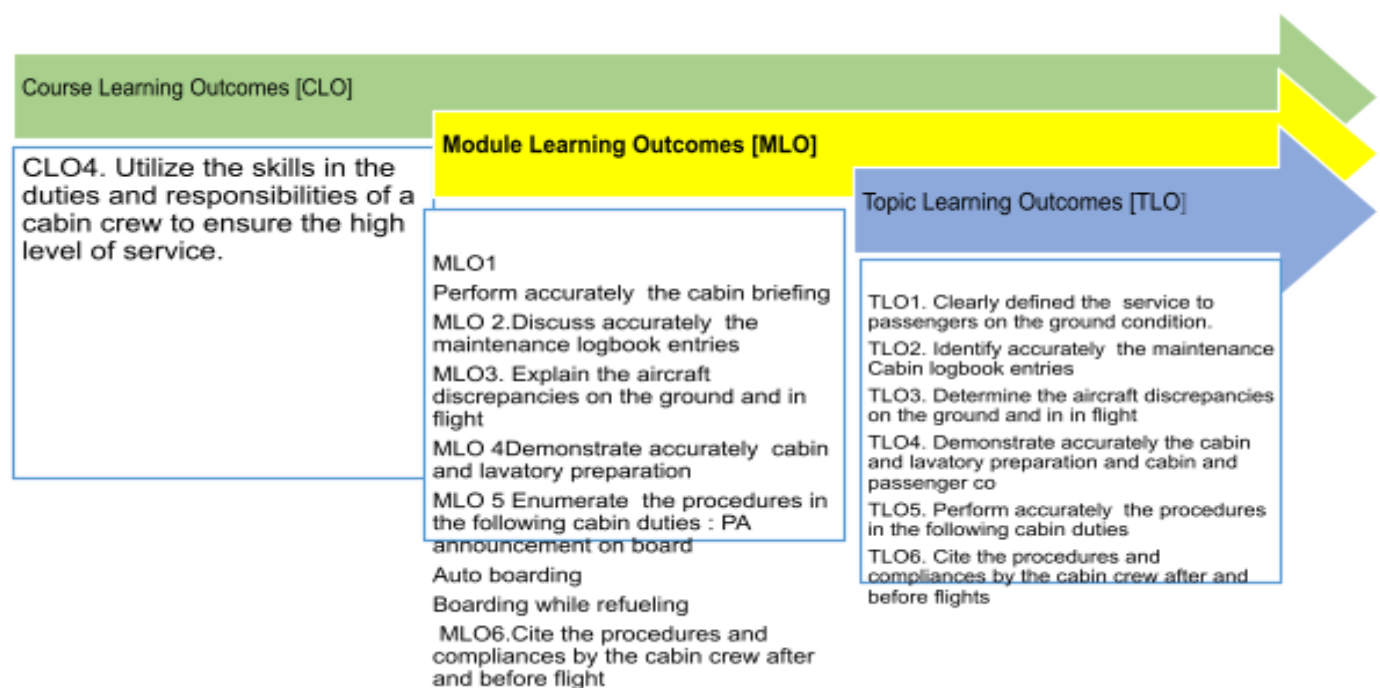 Course Learning Outcomes [CLO]
CLO4. Utilize the skills in the
duties and responsibilities of a
cabin crew to ensure the high
level of service.
Module Learning Outcomes [MLO]
MLO1
Perform accurately the cabin briefing
MLO 2.Discuss accurately the
maintenance logbook entries
MLO3. Explain the aircraft
discrepancies on the ground and in
flight
MLO 4Demonstrate accurately cabin
and lavatory preparation
MLO 5 Enumerate the procedures in
the following cabin duties : PA
announcement on board
Auto boarding
Boarding while refueling
MLO6.Cite the procedures and
compliances by the cabin crew after
and before flight
Topic Learning Outcomes [TLO]
TLO1. Clearly defined the service to
passengers on the ground condition.
TLO2. Identify accurately the maintenance
Cabin logbook entries
TLO3. Determine the aircraft discrepancies
on the ground and in in flight
TLO4. Demonstrate accurately the cabin
and lavatory preparation and cabin and
passenger co
TLO5. Perform accurately the procedures
in the following cabin duties
TLO6. Cite the procedures and
compliances by the cabin crew after and
before flights